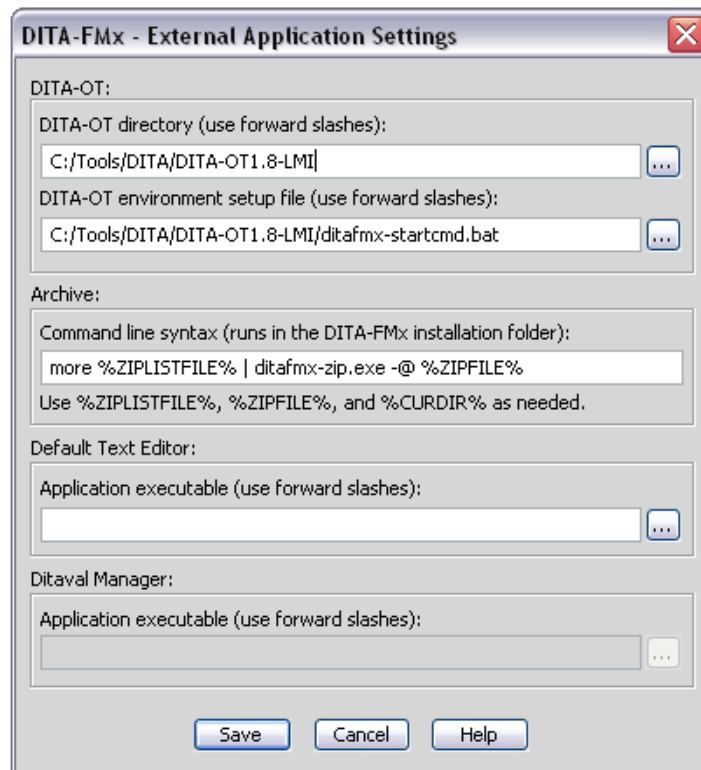 DITA-FMx - External Application Settings
DITA-OT:
DITA-OT directory (use forward slashes):
C:/Tools/DITA/DITA-OT1.8-LMI
...
DITA-OT environment setup file (use forward slashes):
C:/Tools/DITA/DITA-OT1.8-LMI/ditafmx-startcmd.bat
...
Archive:
Command line syntax (runs in the DITA-FMx installation folder):
more %ZIPLISTFILE% | ditafmx-zip.exe -@ %ZIPFILE%
Use %ZIPLISTFILE%, %ZIPFILE%, and %CURDIR% as needed.
Default Text Editor:
Application executable (use forward slashes):
...
Ditaval Manager:
Application executable (use forward slashes):
...
Save Cancel Help